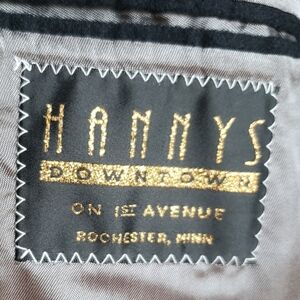 HANNYS
DOWNTOWN
ON 1ST AVENUE
ROCHESTER, MINN